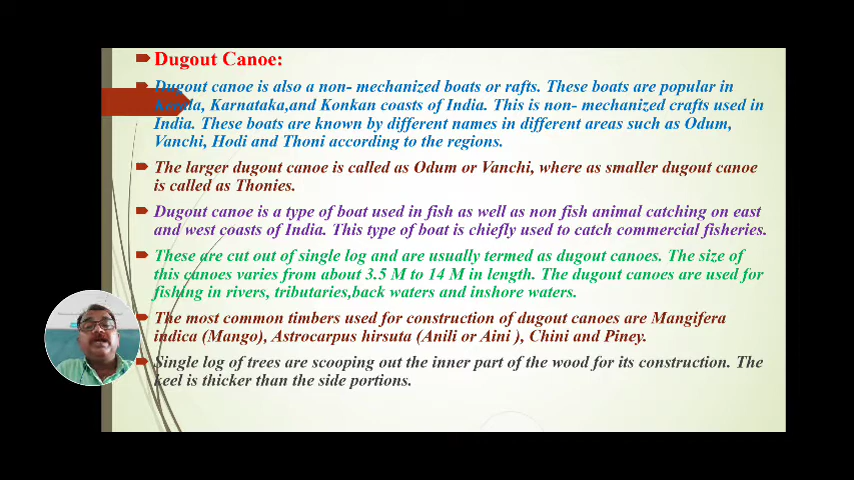 Dugout Canoe:
Dugout canoe is also a non- mechanized boats or rafts. These boats are popular in
Kerala, Karnataka,and Konkan coasts of India. This is non- mechanized crafts used in
India. These boats are known by different names in different areas such as Odum,
Vanchi, Hodi and Thoni according to the regions.
The larger dugout canoe is called as Odum or Vanchi, where as smaller dugout canoe
is called as Thonies.
Dugout canoe is a type of boat used in fish as well as non fish animal catching on east
and west coasts of India. This type of boat is chiefly used to catch commercial fisheries.
These are cut out of single log and are usually termed as dugout canoes. The size of
this canoes varies from about 3.5 M to 14 M in length. The dugout canoes are used for
fishing in rivers, tributaries,back waters and inshore waters.
The most common timbers used for construction of dugout canoes are Mangifera
indica (Mango), Astrocarpus hirsuta (Anili or Aini ), Chini and Piney.
Single log of trees are scooping out the inner part of the wood for its construction. The
keel is thicker than the side portions.